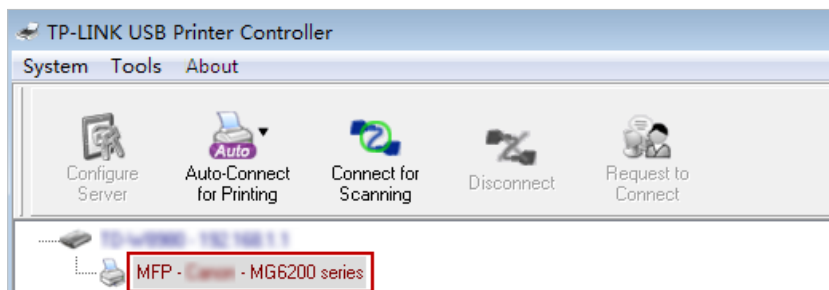 TP-LINK USB Printer Controller
System Tools About
Auto
Configure Server
Auto-Connect for Printing
Connect for Scanning
Disconnect
Request to Connect
MFP - - MG6200 series